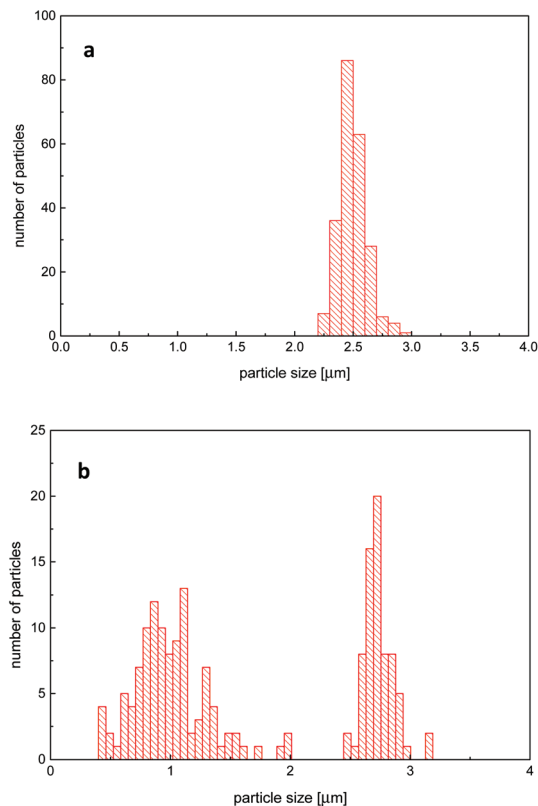 a
100
80
60
40
20
0
number of particles
0.0 0.5 1.0 1.5 2.0 2.5 3.0 3.5 4.0
particle size [μm]
b
25
20
15
10
5
0
number of particles
0 1 2 3 4
particle size [μm]